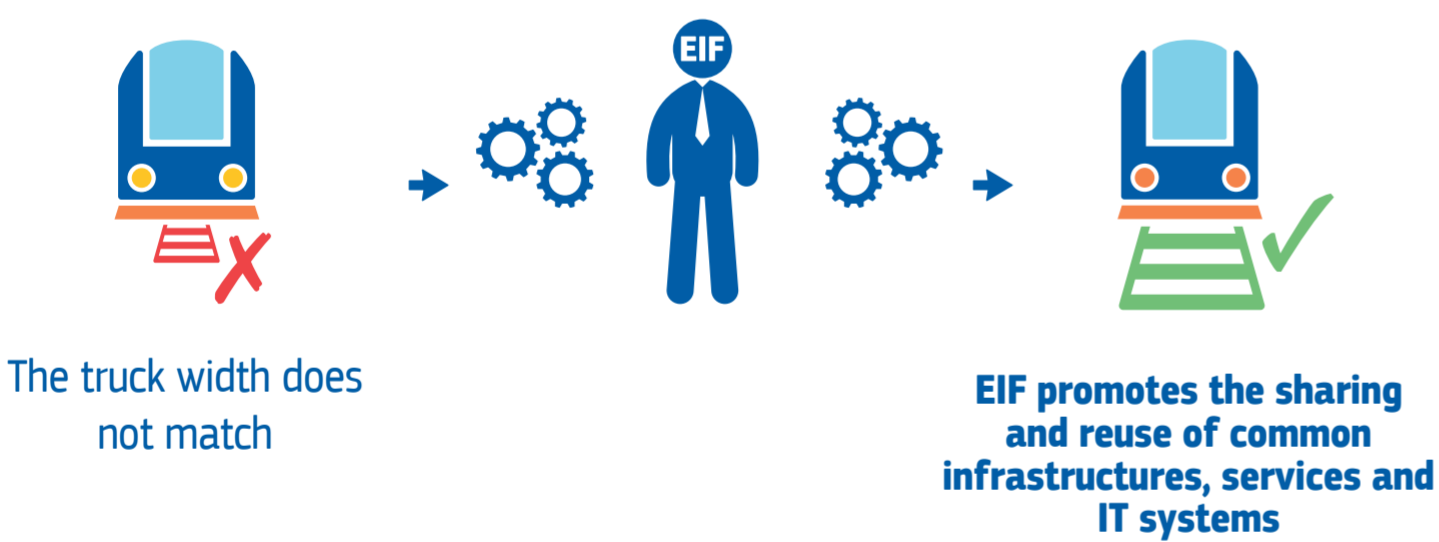 EIF
The truck width does
not match
EIF promotes the sharing
and reuse of common
infrastructures, services and
IT systems